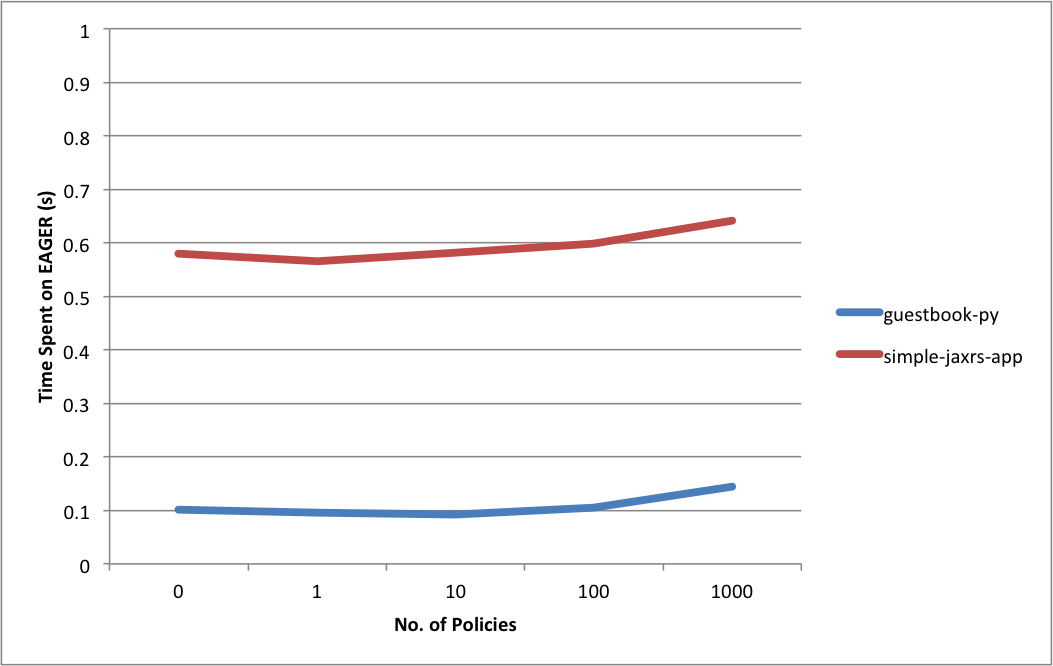 1
0.9
0.8
0.7
0.6
0.5
0.4
0.3
0.2
0.1
0
Time Spent on EAGER (s)
0 1 10 100 1000
No. of Policies
guestbook-py
simple-jaxrs-app